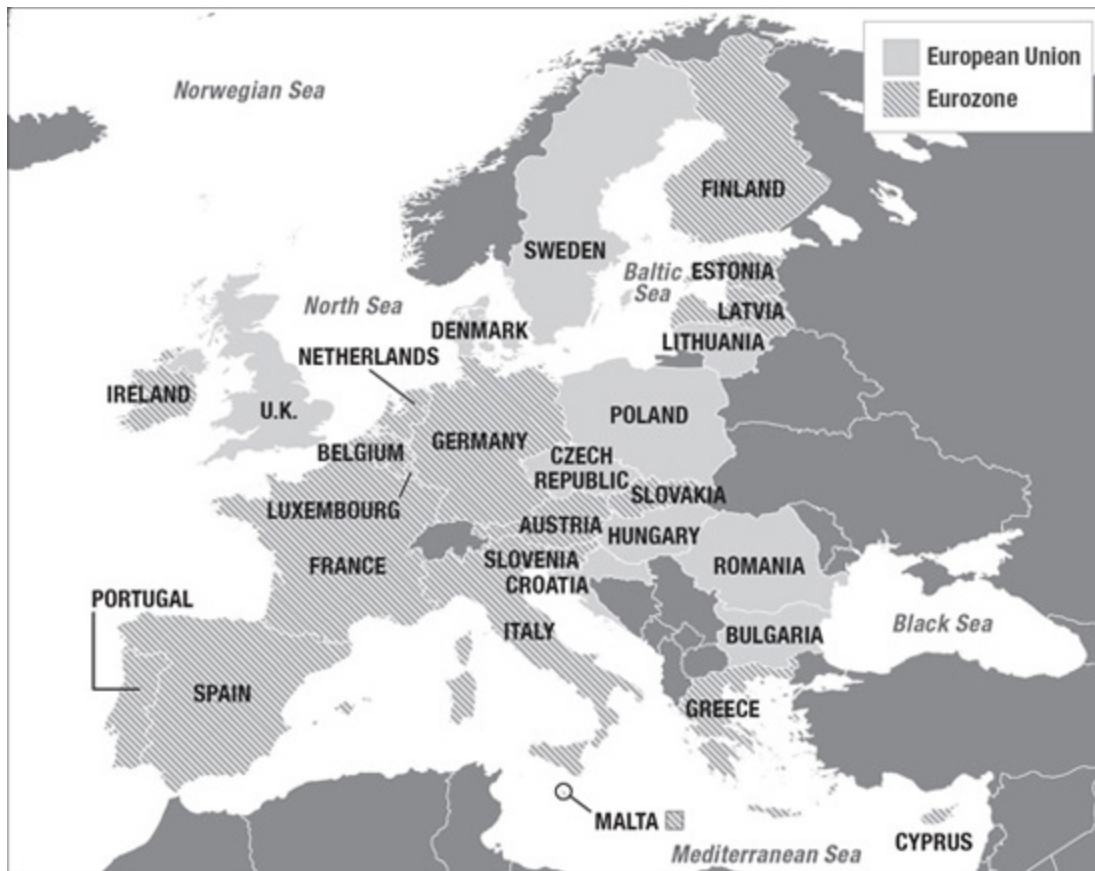 European Union
Eurozone
Norwegian Sea
FINLAND
SWEDEN
Baltic
Sea
ESTONIA
LATVIA
LITHUANIA
North Sea
DENMARK
NETHERLANDS
IRELAND
U.K.
POLAND
BELGIUM
GERMANY
CZECH
REPUBLIC
SLOVAKIA
LUXEMBOURG
AUSTRIA
HUNGARY
SLOVENIA
FRANCE
ROMANIA
CROATIA
PORTUGAL
ITALY
BULGARIA
Black Sea
SPAIN
GREECE
MALTA
CYPRUS
Mediterranean Sea